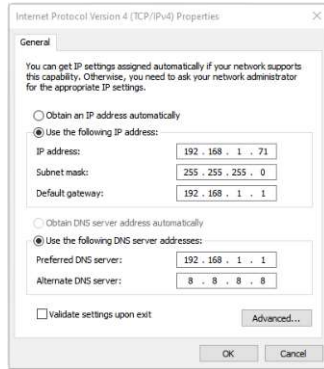 Internet Protocol Version 4 (TCP/IPv4) Properties
General
You can get IP settings assigned automatically if your network supports
this capability. Otherwise, you need to ask your network administrator
for the appropriate IP settings.
Obtain an IP address automatically
Use the following IP address:
IP address: 192 . 168 . 1 . 71
Subnet mask: 255 . 255 . 255 . 0
Default gateway: 192 . 168 . 1 . 1
Obtain DNS server address automatically
Use the following DNS server addresses:
Preferred DNS server: 192 . 168 . 1 . 1
Alternate DNS server: 8 . 8 . 8 . 8
Validate settings upon exit
Advanced...
OK Cancel